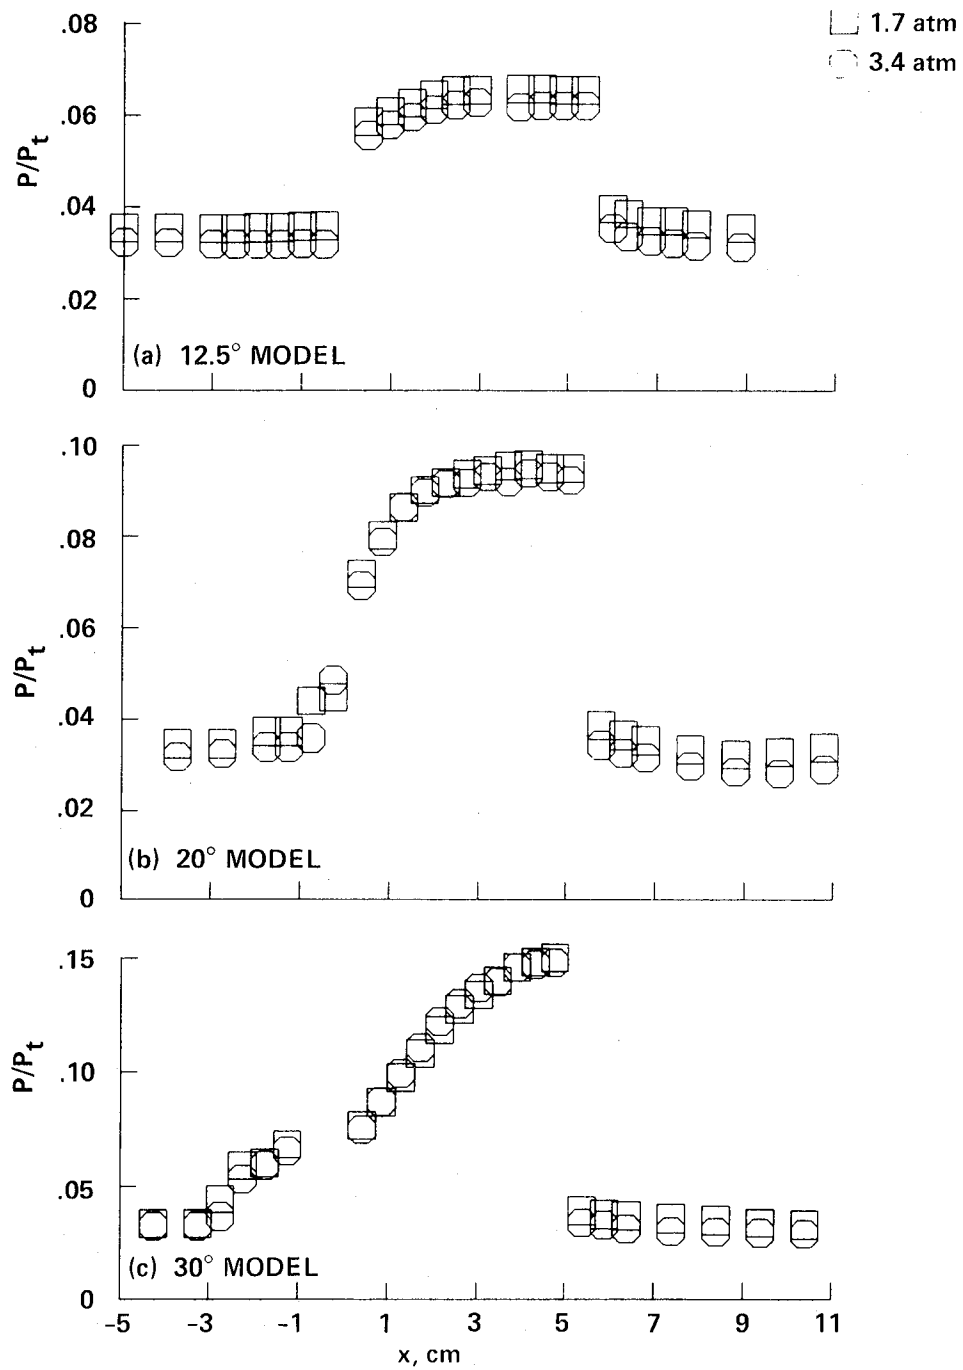 1.7 atm
3.4 atm
.08
.06
.04
.02
0
P/Pt
(a) 12.5° MODEL
.10
.08
.06
.04
.02
0
P/Pt
(b) 20° MODEL
.15
.10
.05
0
P/Pt
(c) 30° MODEL
-5 -3 -1 1 3 5 7 9 11
x, cm